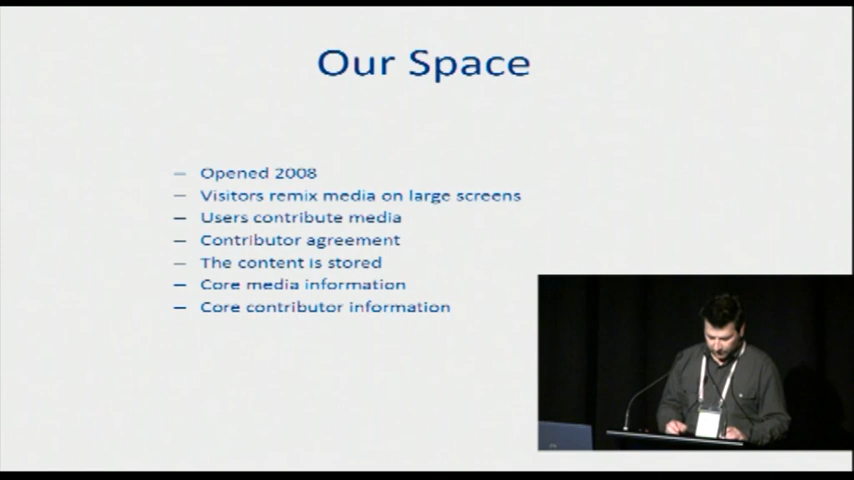 Our Space
– Opened 2008
– Visitors remix media on large screens
– Users contribute media
– Contributor agreement
– The content is stored
– Core media information
– Core contributor information